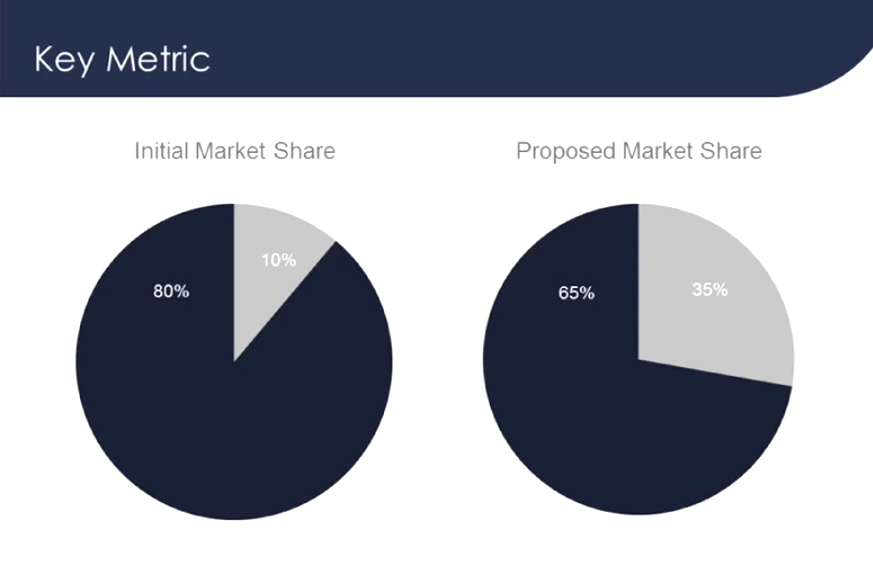 Key Metric
Initial Market Share
Proposed Market Share
10%
80%
65%
35%